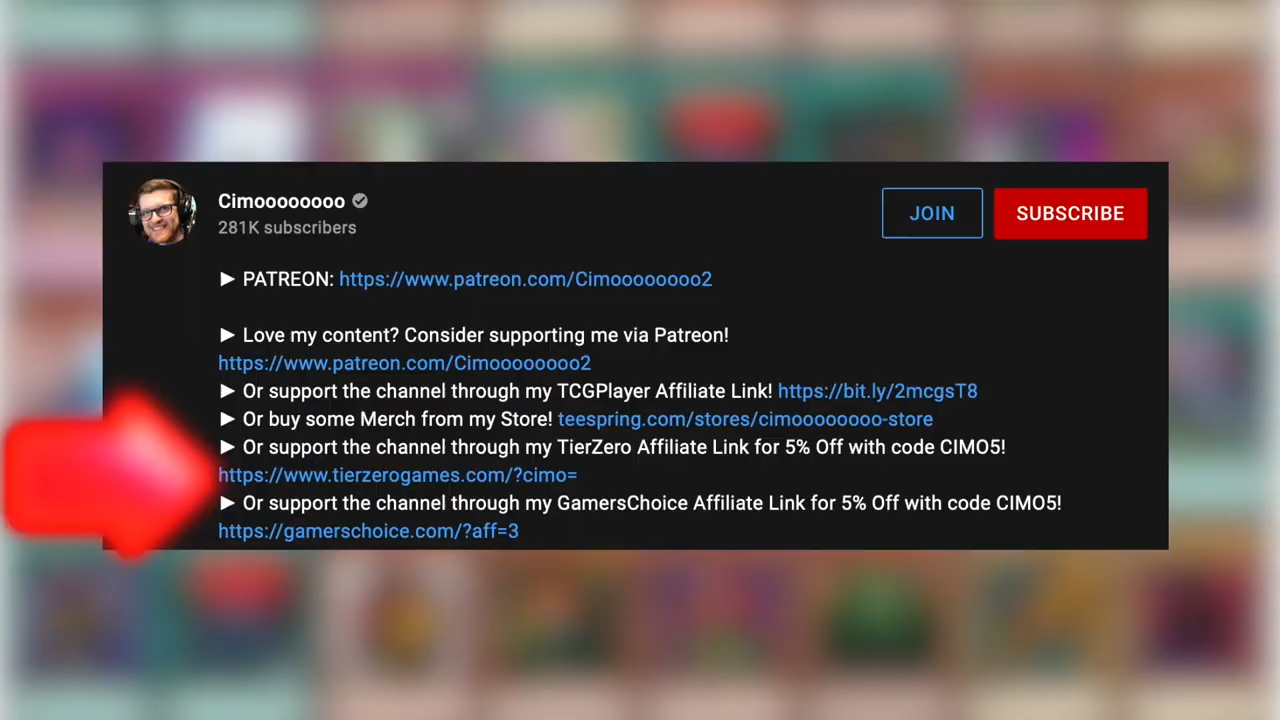 Cimoooooooo
281K subscribers
JOIN
SUBSCRIBE
► PATREON: https://www.patreon.com/Cimoooooooo2
► Love my content? Consider supporting me via Patreon!
https://www.patreon.com/Cimoooooooo2
► Or support the channel through my TCGPlayer Affiliate Link! https://bit.ly/2mcgsT8
► Or buy some Merch from my Store! teespring.com/stores/cimoooooooo-store
► Or support the channel through my TierZero Affiliate Link for 5% Off with code CIMO5!
https://www.tierzerogames.com/?cimo=
► Or support the channel through my GamersChoice Affiliate Link for 5% Off with code CIMO5!
https://gamerschoice.com/?aff=3